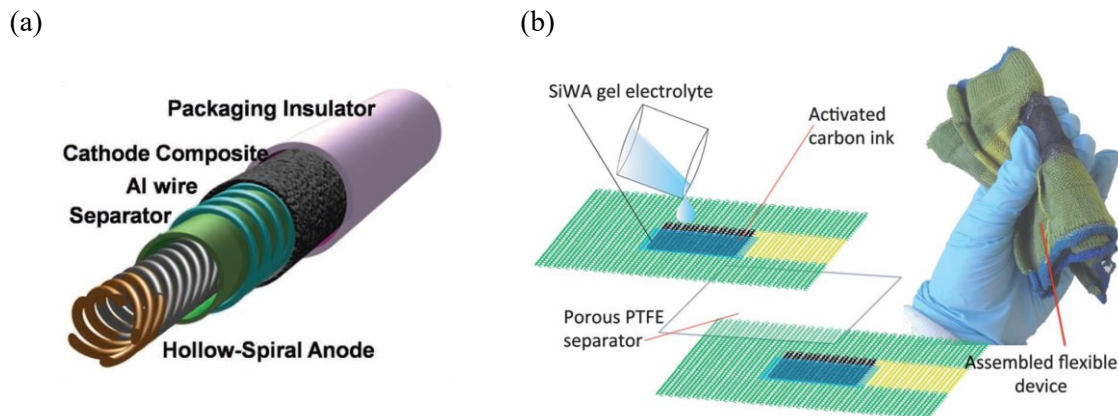 (a)
(b)
Packaging Insulator
Cathode Composite
Al wire
Separator
Hollow-Spiral Anode
SiWA gel electrolyte
Activated
carbon ink
Porous PTFE
separator
Assembled flexible
device